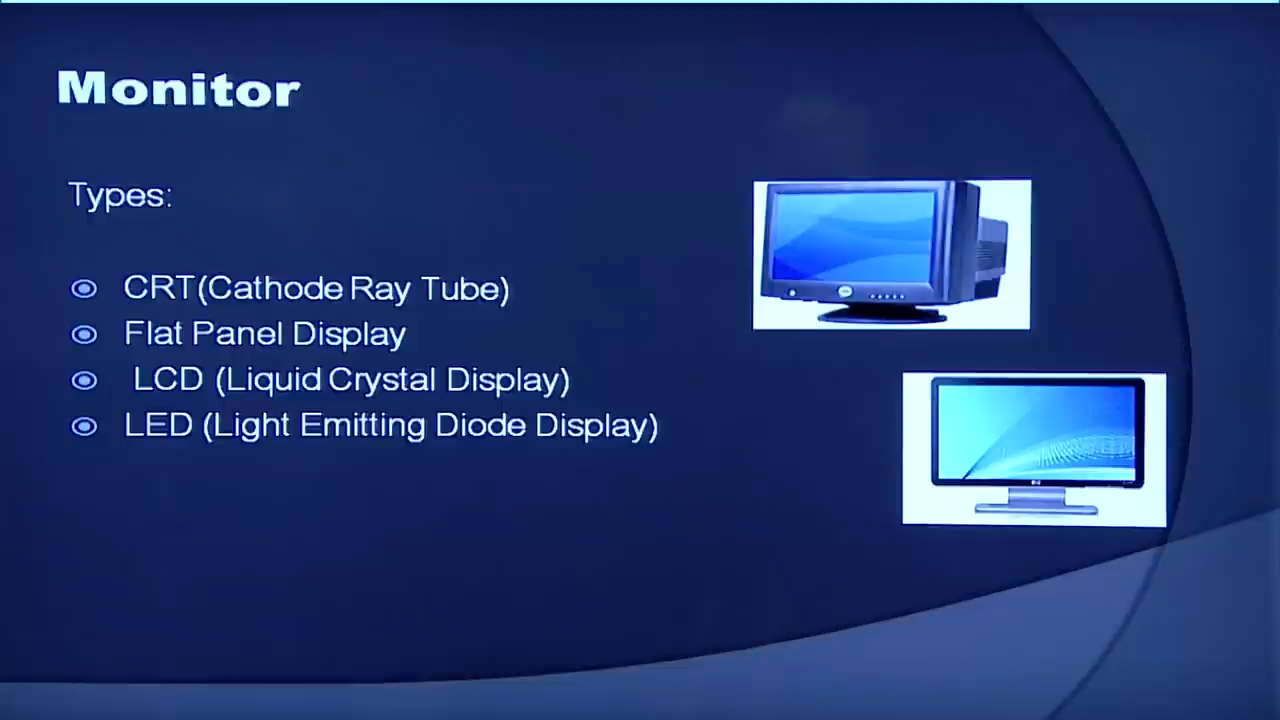 Monitor
Types:
CRT(Cathode Ray Tube)
Flat Panel Display
LCD (Liquid Crystal Display)
LED (Light Emitting Diode Display)